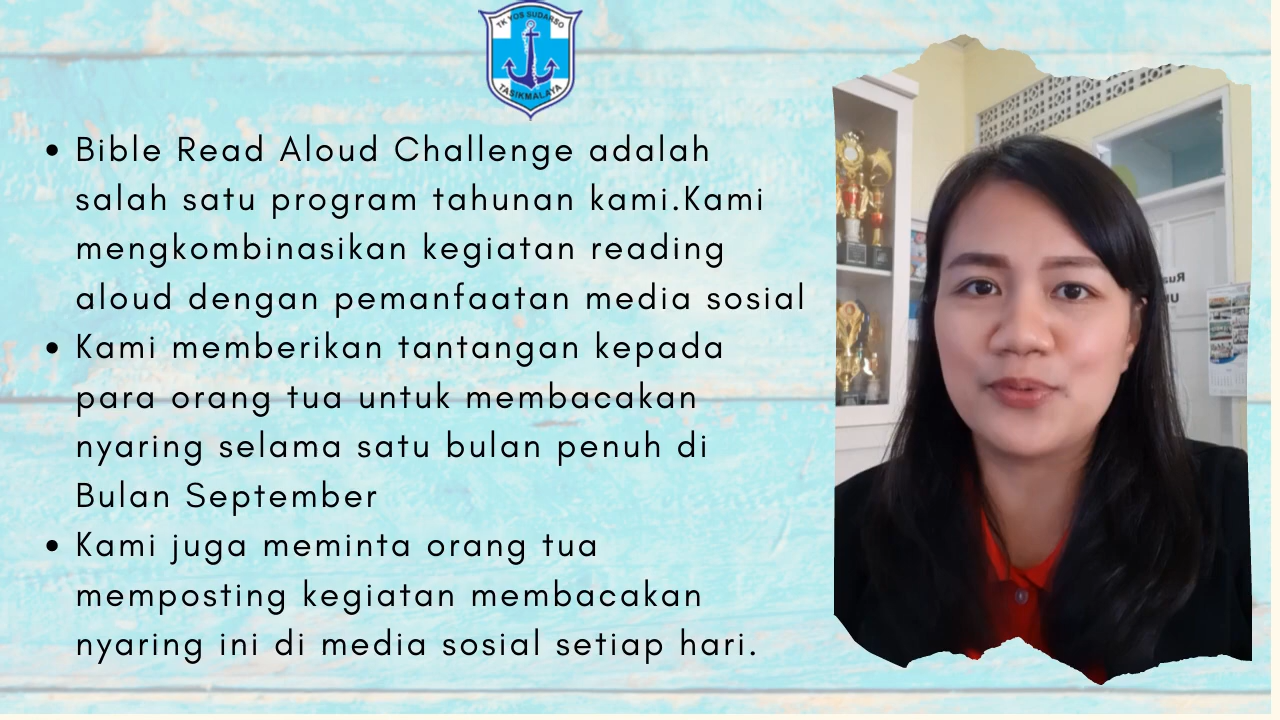 TK YOS SUDARSO
TASIKMALAYA
• Bible Read Aloud Challenge adalah
salah satu program tahunan kami.Kami
mengkombinasikan kegiatan reading
aloud dengan pemanfaatan media sosial
• Kami memberikan tantangan kepada
para orang tua untuk membacakan
nyaring selama satu bulan penuh di
Bulan September
• Kami juga meminta orang tua
memposting kegiatan membacakan
nyaring ini di media sosial setiap hari.